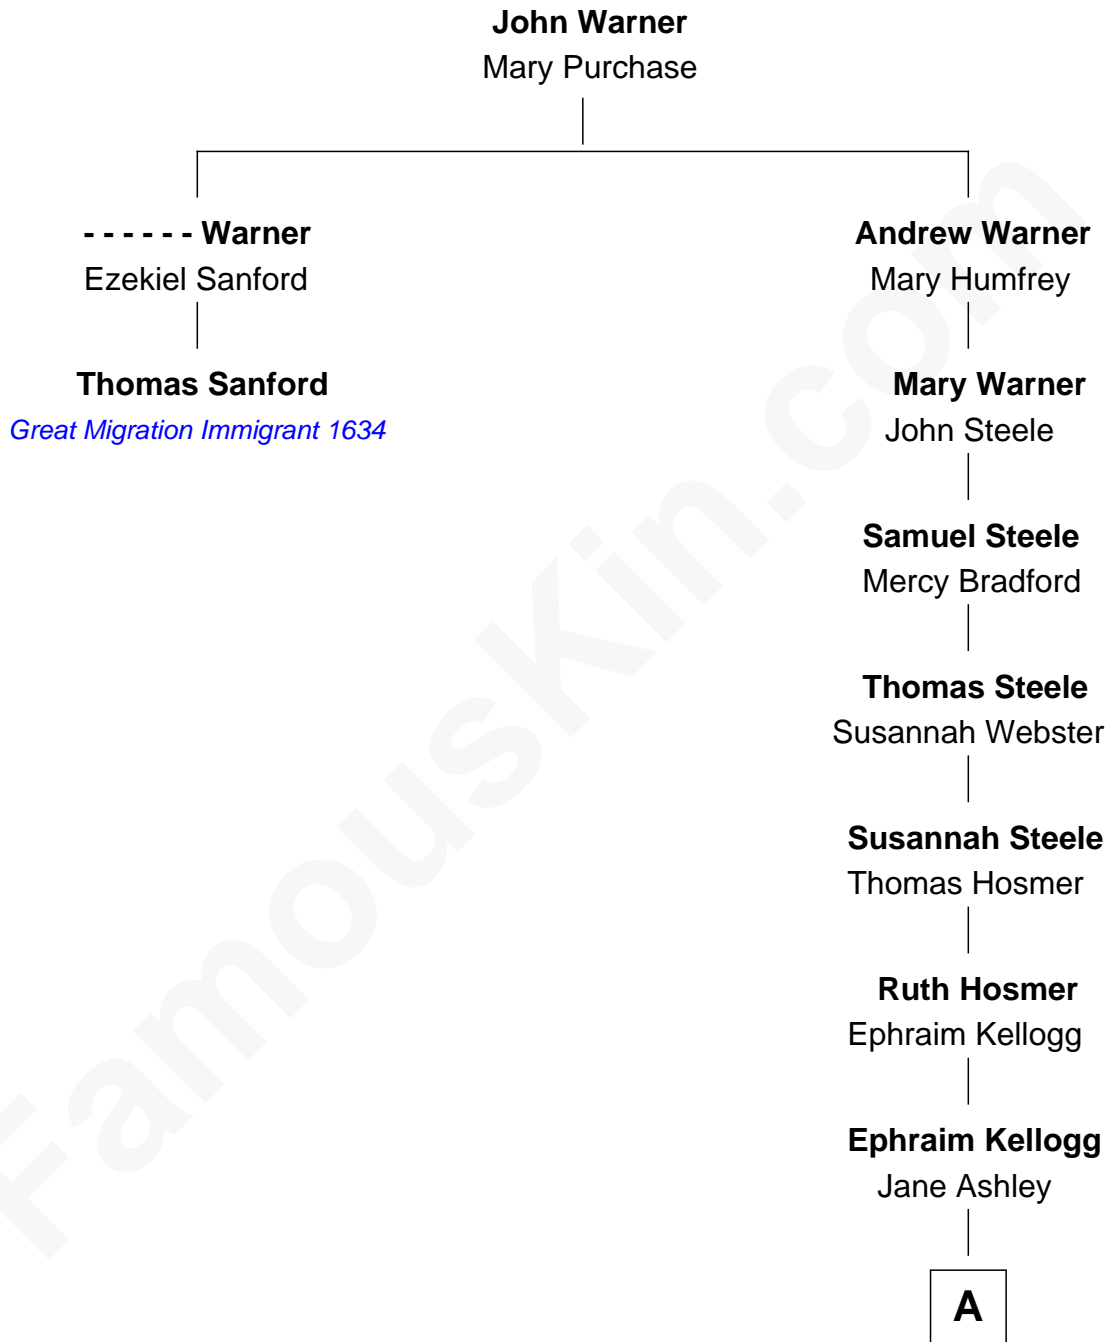 John Warner
Mary Purchase
- - - - - - Warner
Ezekiel Sanford
Thomas Sanford
Great Migration Immigrant 1634
Andrew Warner
Mary Humfrey
Mary Warner
John Steele
Samuel Steele
Mercy Bradford
Thomas Steele
Susannah Webster
Susannah Steele
Thomas Hosmer
Ruth Hosmer
Ephraim Kellogg
Ephraim Kellogg
Jane Ashley
A
FamousKin.com